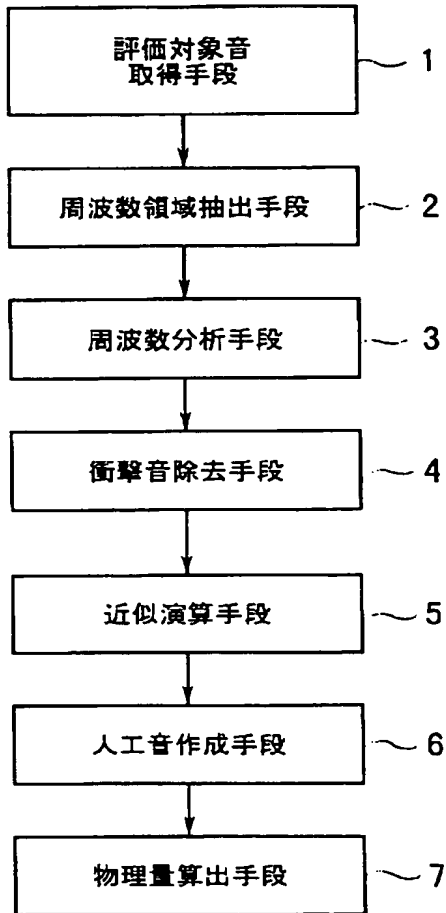 評価対象音
取得手段
1
周波数領域抽出手段
2
周波数分析手段
3
衝撃音除去手段
4
近似演算手段
5
人工音作成手段
6
物理量算出手段
7